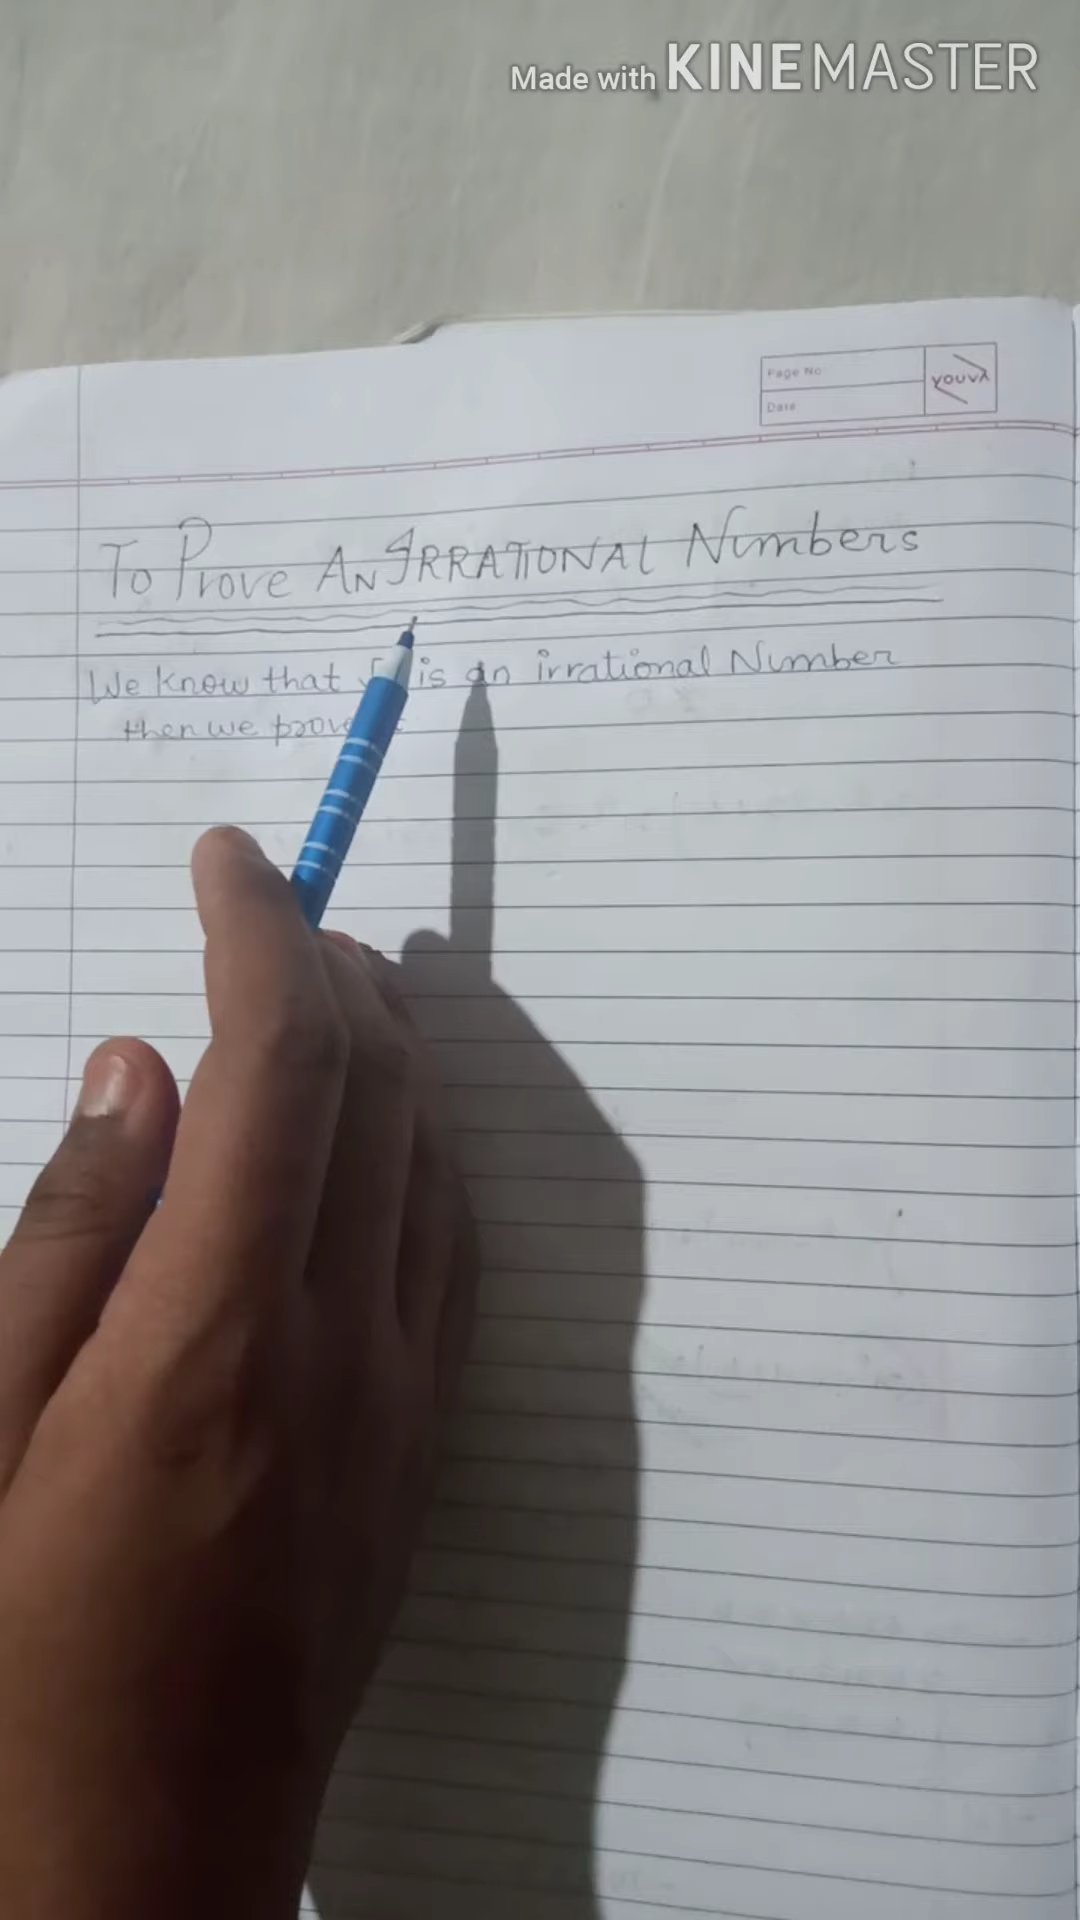 Made with KINEMASTER
Page No
Date
YOUVA
To Prove AN IRRATIONAL Numbers
We know that is an irrational Number
then we prove